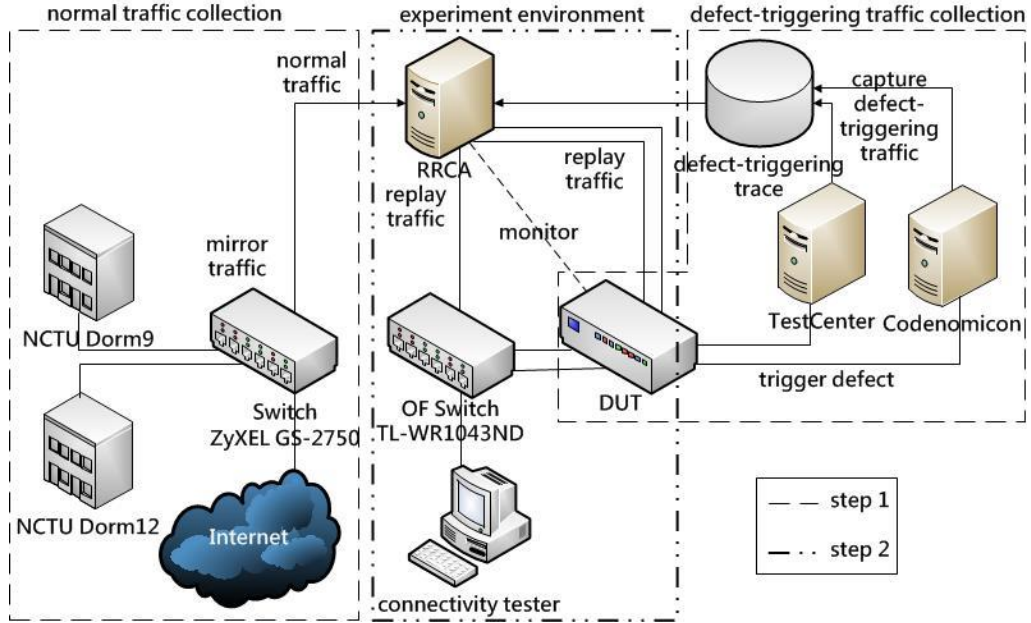 normal traffic collection
experiment environment
defect-triggering traffic collection
normal
traffic
capture
defect-
triggering
traffic
RRCA
replay
traffic
replay
traffic
defect-triggering
trace
monitor
mirror
traffic
NCTU Dorm9
TestCenter
Codenomicon
trigger defect
Switch
ZyXEL GS-2750
OF Switch
TL-WR1043ND
DUT
NCTU Dorm12
Internet
connectivity tester
step 1
step 2